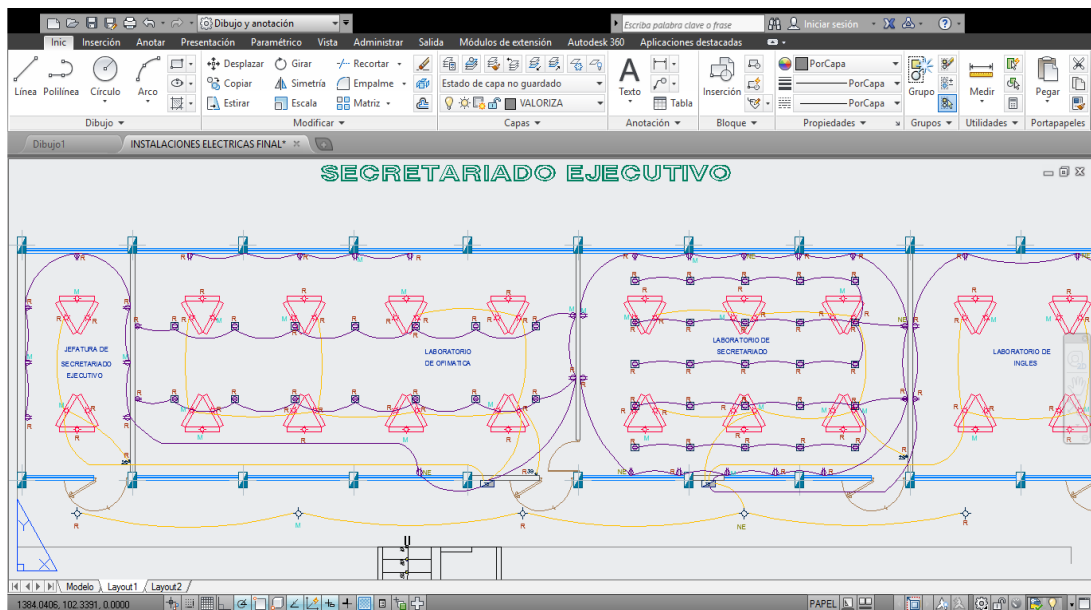 Dibujo y anotación
Escriba palabra clave o frase
Iniciar sesión
Inic Inserción Anotar Presentación Paramétrico Vista Administrar Salida Módulos de extensión Autodesk 360 Aplicaciones destacadas
Línea Polilínea Círculo Arco
Desplazar Girar Recortar
Copiar Simetría Empalme
Estirar Escala Matriz
Estado de capa no guardado
VALORIZA
Texto Tabla
Inserción
PorCapa
PorCapa
PorCapa
Grupo Medir Pegar
Dibujo Modificar Capas Anotación Bloque Propiedades Grupos Utilidades Portapapeles
Dibujo1 INSTALACIONES ELECTRICAS FINAL*
SECRETARIADO EJECUTIVO
JEFATURA DE
SECRETARIADO
EJECUTIVO
LABORATORIO
DE OFIMATICA
LABORATORIO DE
SECRETARIADO
LABORATORIO DE
INGLES
R M R NE R
Y
X
Modelo Layout1 Layout2
1384.0406, 102.3391, 0.0000
PAPEL